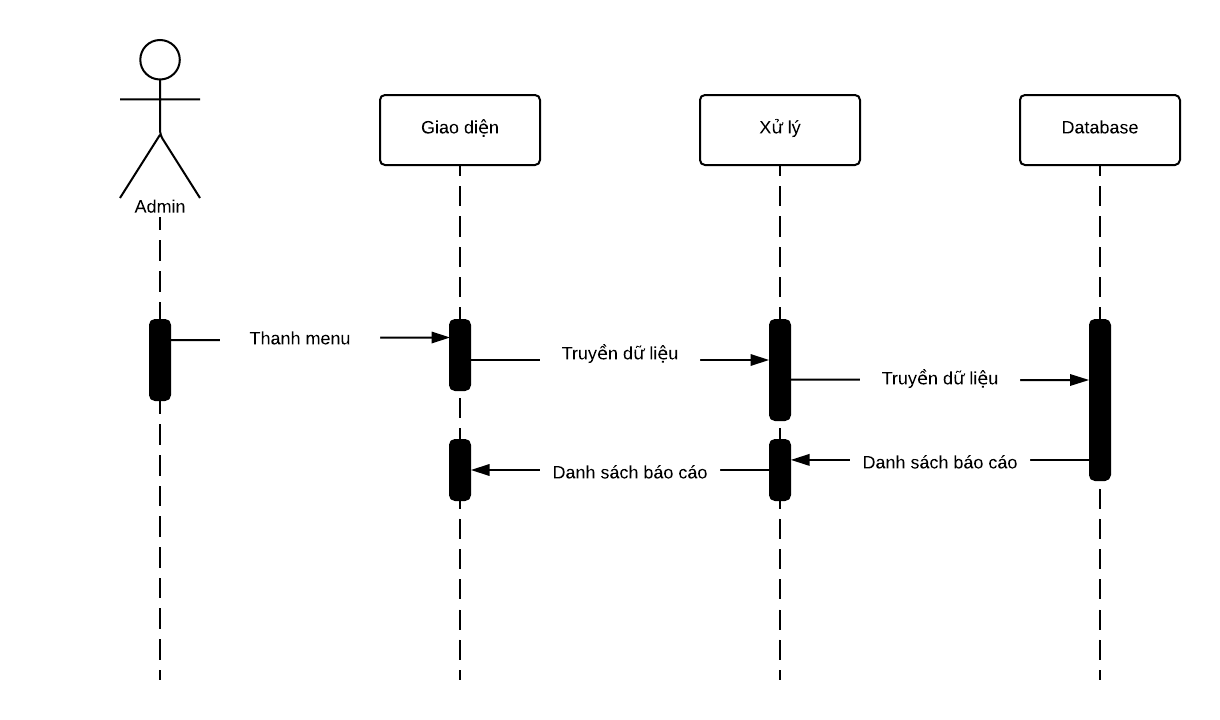 Giao diện
Xử lý
Database
Admin
Thanh menu
Truyền dữ liệu
Truyền dữ liệu
Danh sách báo cáo
Danh sách báo cáo